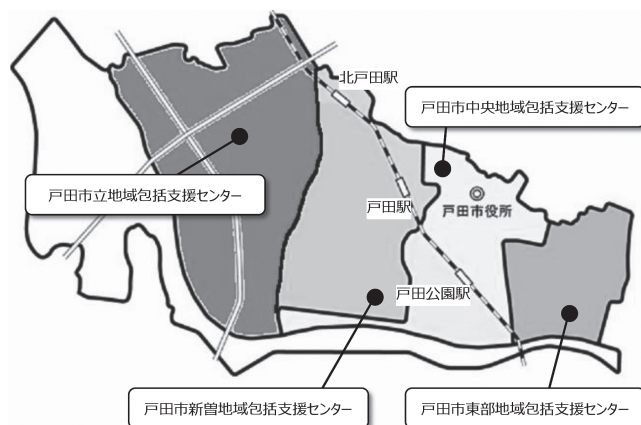 北戸田駅
戸田市中央地域包括支援センター
戸田市立地域包括支援センター
戸田駅
戸田市役所
戸田公園駅
戸田市新曽地域包括支援センター
戸田市東部地域包括支援センター